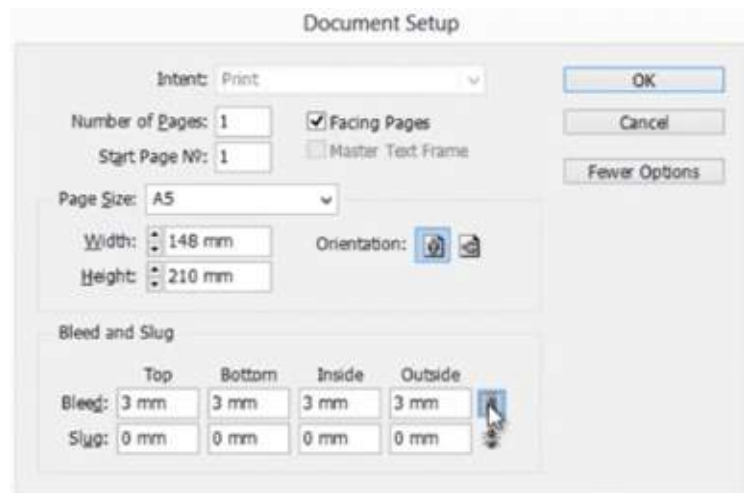 Document Setup
Intent: Print
OK
Number of Pages: 1
Facing Pages
Cancel
Start Page Nº: 1
Master Text Frame
Fewer Options
Page Size: A5
Width: 148 mm
Orientation:
Height: 210 mm
Bleed and Slug
Top Bottom Inside Outside
Bleed: 3 mm 3 mm 3 mm 3 mm
Slug: 0 mm 0 mm 0 mm 0 mm